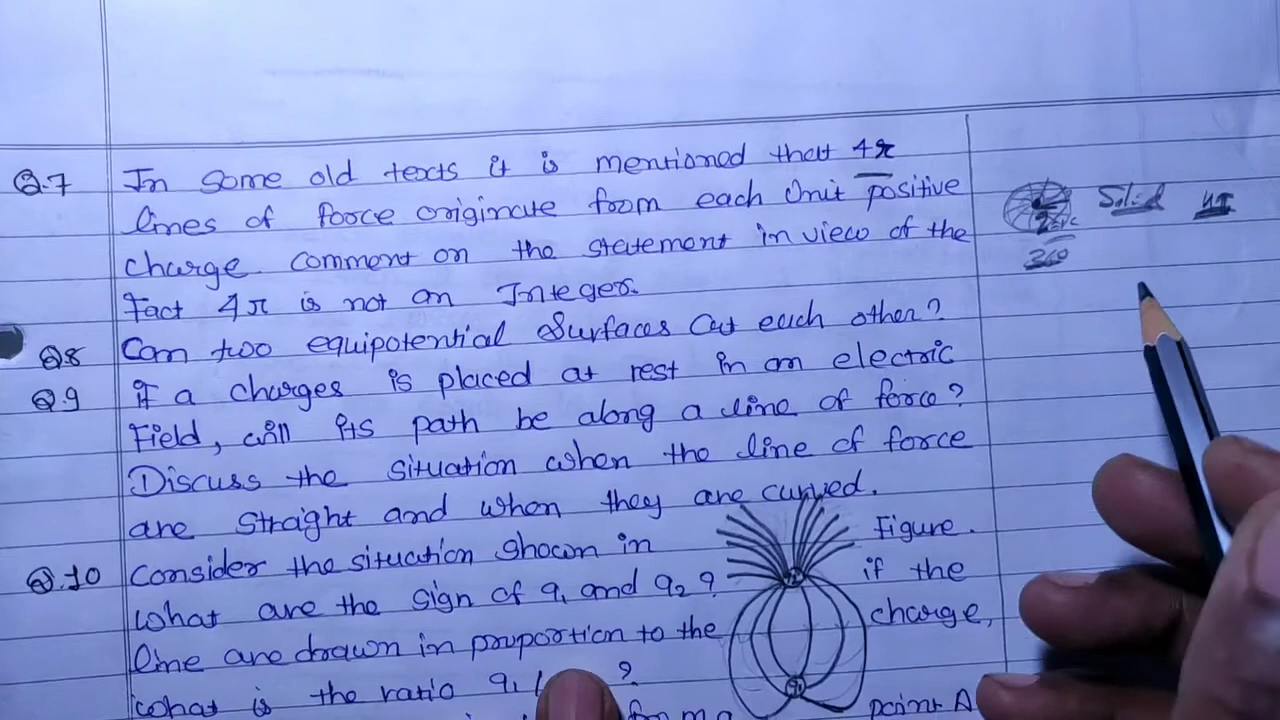 Q.7 In some old texts it is mentioned that 4π
lines of force originate from each Unit positive
charge. comment on the statement in view of the
Fact 4π is not an Integer.
Q8 Can two equipotential Surfaces Cut each other?
Q9 if a charges is placed at rest in an electric
Field, will its path be along a line of force?
Discuss the situation when the line of force
are straight and when they are curved.
Q.10 Consider the situation shown in Figure.
What are the sign of q1 and q2? if the
line are drawn in proportion to the charge,
what is the ratio q1 / ?
point A
Solid
360